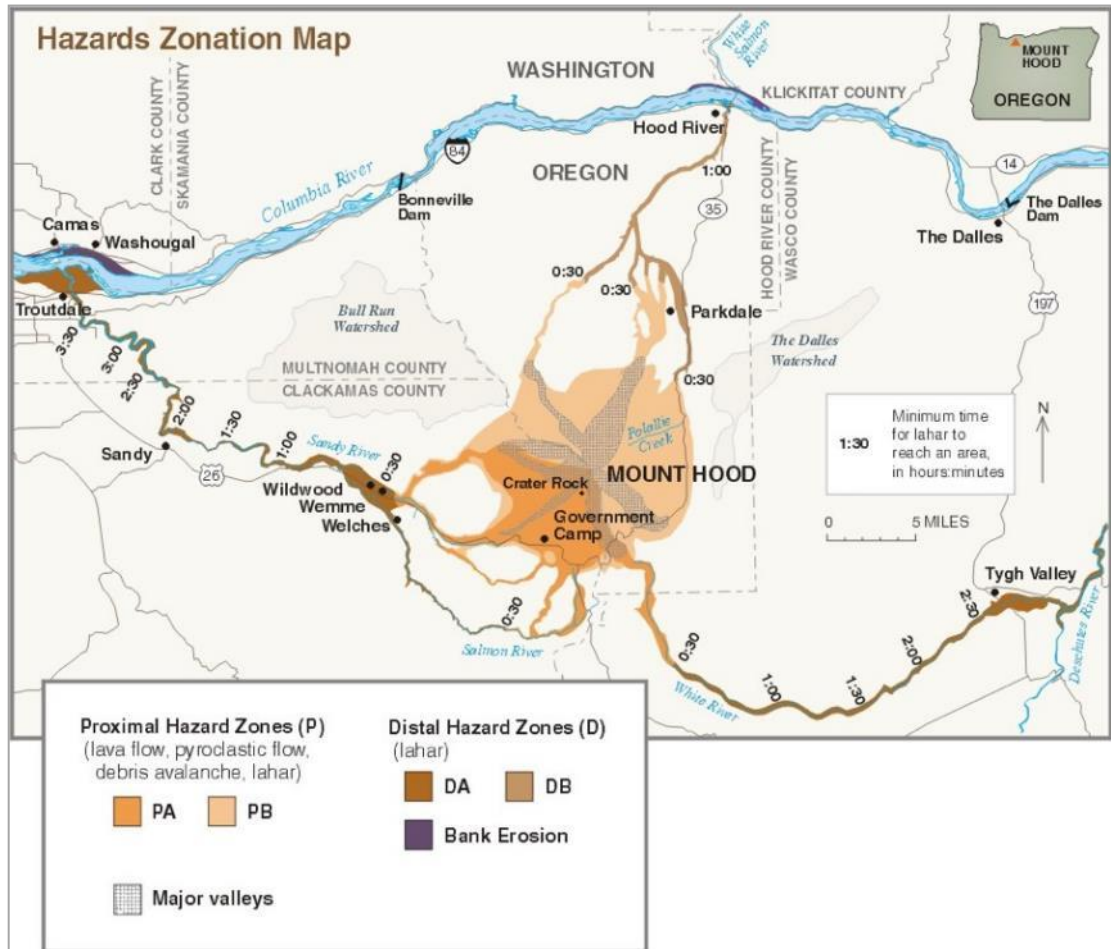 Hazards Zonation Map
White
Salmon
River
WASHINGTON
KLICKITAT COUNTY
MOUNT
HOOD
OREGON
CLARK COUNTY
SKAMANIA COUNTY
Columbia River
84
Hood River
OREGON
1:00
35
HOOD RIVER COUNTY
WASCO COUNTY
14
Bonneville
Dam
The Dalles
Dam
The Dalles
Camas
Washougal
Troutdale
0:30
0:30
Parkdale
197
Bull Run
Watershed
The Dalles
Watershed
MULTNOMAH COUNTY
CLACKAMAS COUNTY
0:30
3:30
3:00
2:30
2:00
1:30
1:00
0:30
Sandy
26
Sandy River
Polallie
Creek
MOUNT HOOD
Crater Rock
Government
Camp
Wildwood
Wemme
Welches
1:30
Minimum time
for lahar to
reach an area,
in hours:minutes
N
0 5 MILES
0:30
Salmon River
0:30
White River
1:00
1:30
2:00
2:30
Tygh Valley
Deschutes River
Proximal Hazard Zones (P)
(lava flow, pyroclastic flow,
debris avalanche, lahar)
PA PB
Major valleys
Distal Hazard Zones (D)
(lahar)
DA DB
Bank Erosion